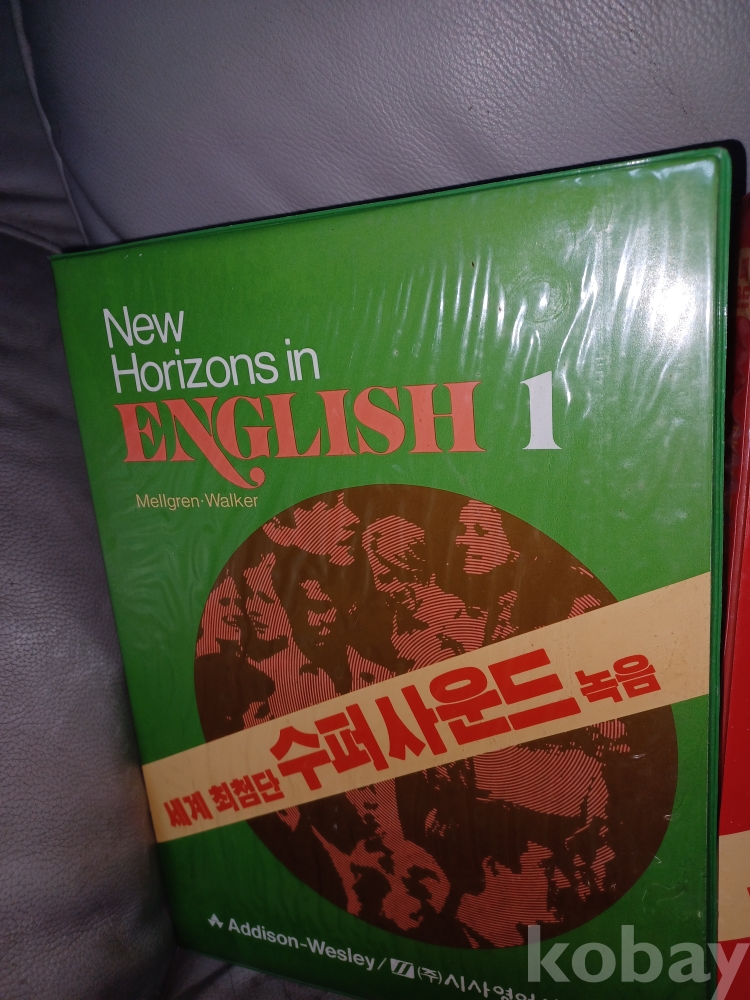 New
Horizons in
ENGLISH 1
Mellgren·Walker
세계 최첨단 수퍼사운드 녹음
Addison-Wesley / (주)시사영어
kobay